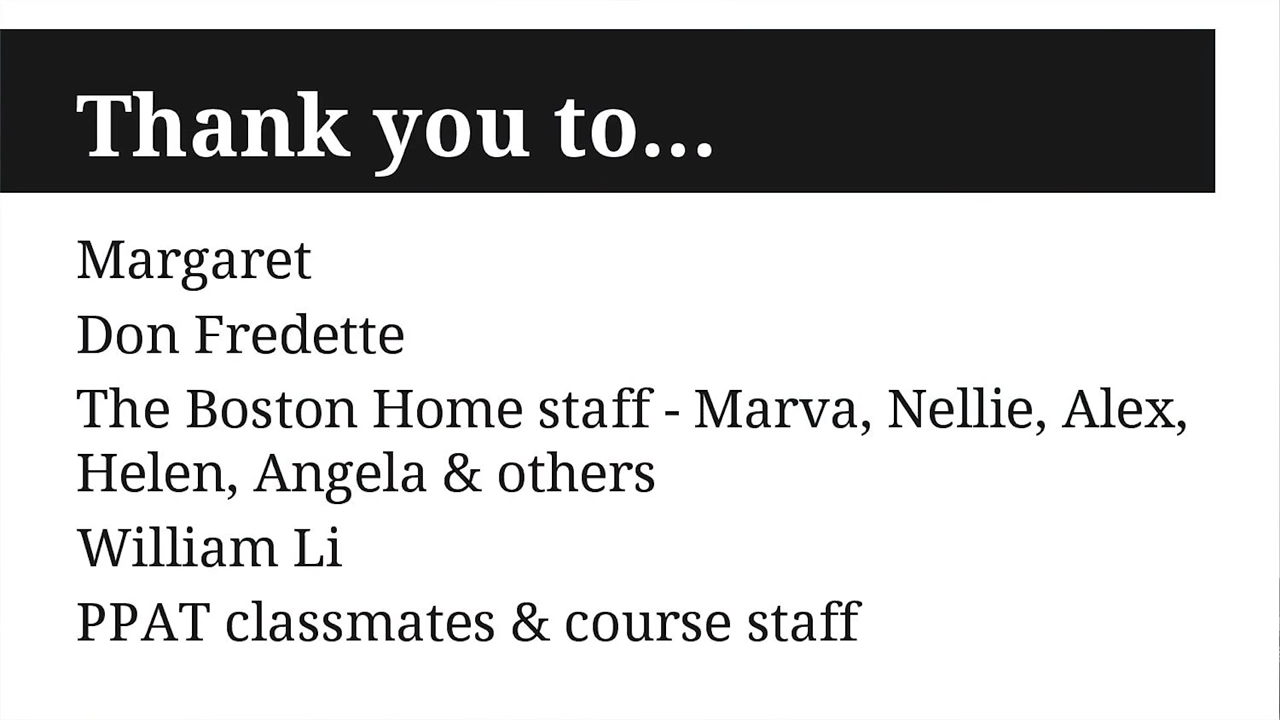 Thank you to...
Margaret
Don Fredette
The Boston Home staff - Marva, Nellie, Alex,
Helen, Angela & others
William Li
PPAT classmates & course staff